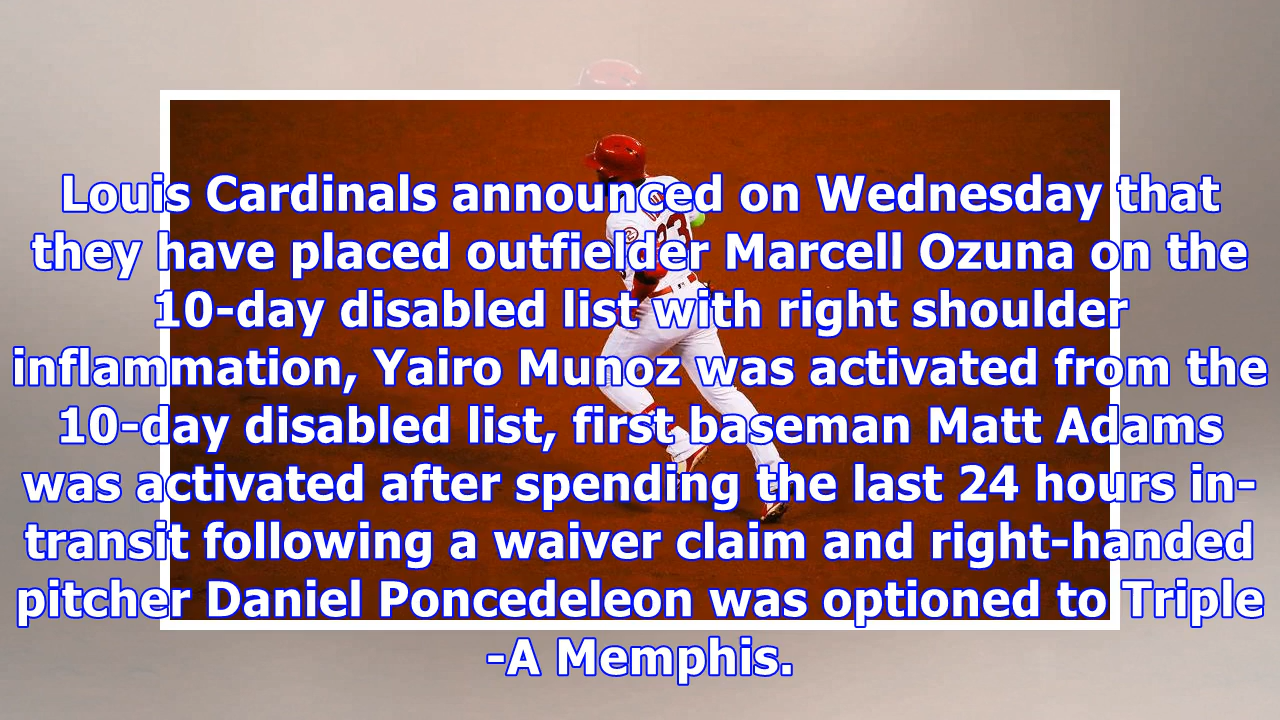 Louis Cardinals announced on Wednesday that
they have placed outfielder Marcell Ozuna on the
10-day disabled list with right shoulder
inflammation, Yairo Munoz was activated from the
10-day disabled list, first baseman Matt Adams
was activated after spending the last 24 hours in-
transit following a waiver claim and right-handed
pitcher Daniel Poncedeleon was optioned to Triple
-A Memphis.